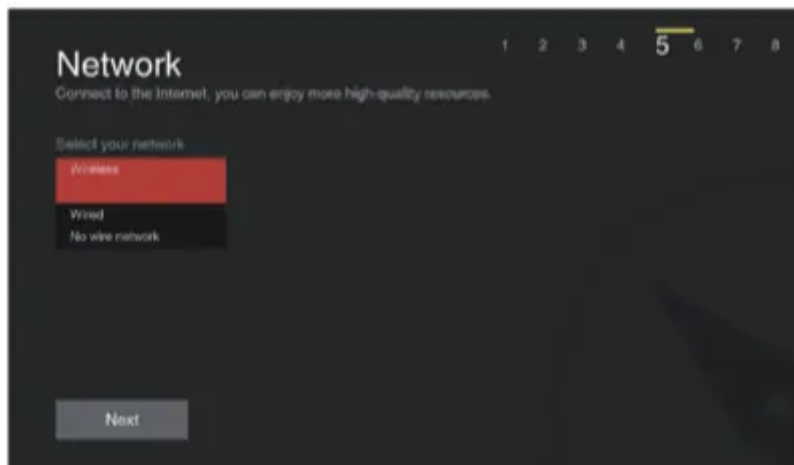 1 2 3 4 5 6 7 8
Network
Connect to the Internet, you can enjoy more high-quality resources.
Select your network
Wireless
Wired
No wire network
Next